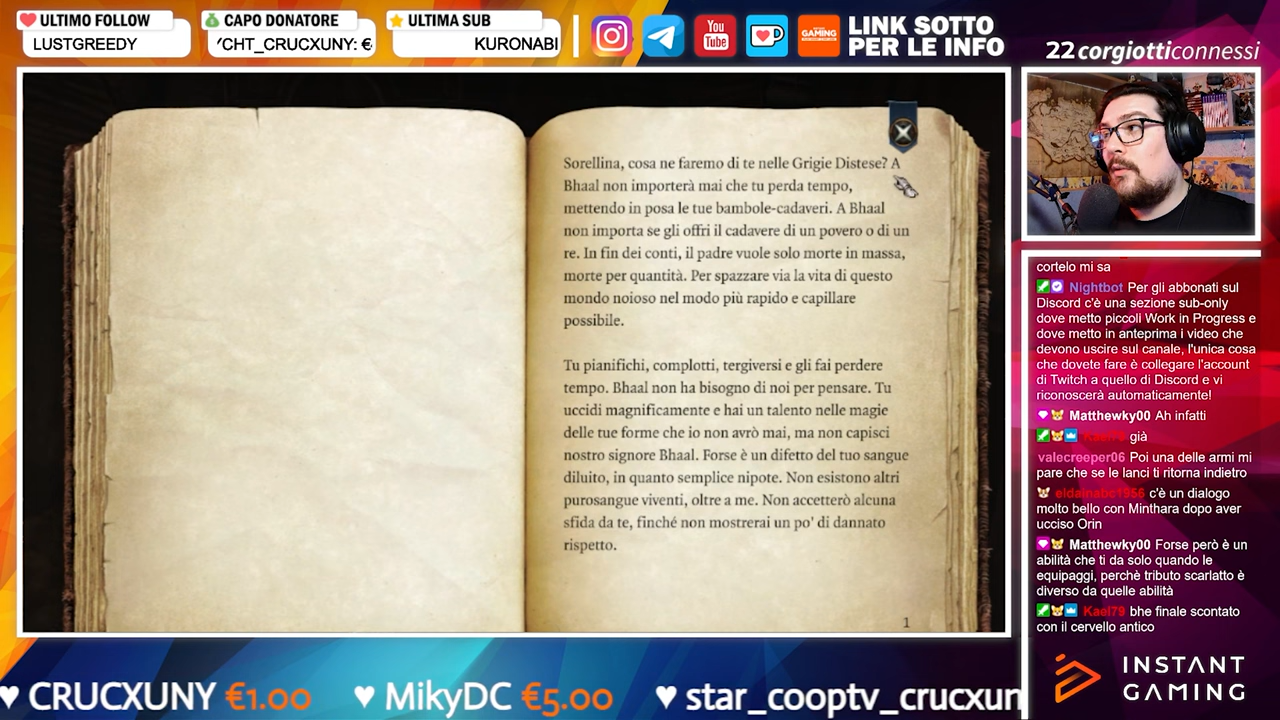 ULTIMO FOLLOW
LUSTGREEDY
CAPO DONATORE
YCHT_CRUCXUNY: €
ULTIMA SUB
KURONABI
You
Tube
GAMING
LINK SOTTO
PER LE INFO
22corgiotticonnessi
Sorellina, cosa ne faremo di te nelle Grigie Distese? A
Bhaal non importerà mai che tu perda tempo,
mettendo in posa le tue bambole-cadaveri. A Bhaal
non importa se gli offri il cadavere di un povero o di un
re. In fin dei conti, il padre vuole solo morte in massa,
morte per quantità. Per spazzare via la vita di questo
mondo noioso nel modo più rapido e capillare
possibile.
Tu pianifichi, complotti, tergiversi e gli fai perdere
tempo. Bhaal non ha bisogno di noi per pensare. Tu
uccidi magnificamente e hai un talento nelle magie
delle tue forme che io non avrò mai, ma non capisci
nostro signore Bhaal. Forse è un difetto del tuo sangue
diluito, in quanto semplice nipote. Non esistono altri
purosangue viventi, oltre a me. Non accetterò alcuna
sfida da te, finché non mostrerai un po' di dannato
rispetto.
1
cortelo mi sa
Nightbot Per gli abbonati sul
Discord c'è una sezione sub-only
dove metto piccoli Work in Progress e
dove metto in anteprima i video che
devono uscire sul canale, l'unica cosa
che dovete fare è collegare l'account
di Twitch a quello di Discord e vi
riconoscerà automaticamente!
Matthewky00 Ah infatti
Kael79 già
valecreeper06 Poi una delle armi mi
pare che se le lanci ti ritorna indietro
eldainabc1956 c'è un dialogo
molto bello con Minthara dopo aver
ucciso Orin
Matthewky00 Forse però è un
abilità che ti da solo quando le
equipaggi, perchè tributo scarlatto è
diverso da quelle abilità
Kael79 bhe finale scontato
con il cervello antico
♥ CRUCXUNY €1.00 ♥ MikyDC €5.00 ♥ star_cooptv_crucxun
INSTANT
GAMING